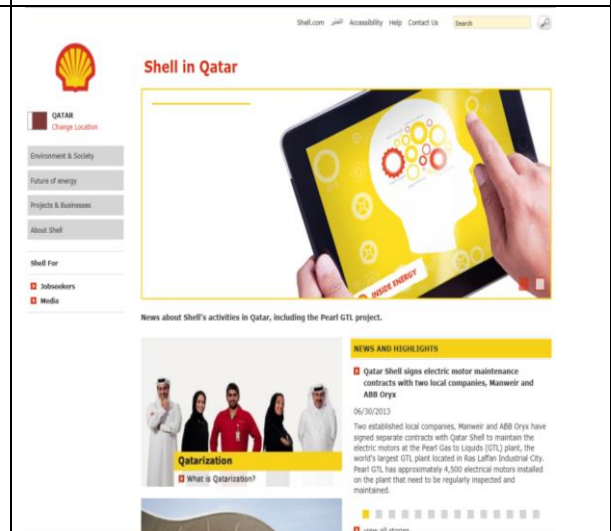 Shell.com
Accessibility Help Contact Us
Search
Shell in Qatar
QATAR
Change Location
Environment & Society
Future of energy
Projects & Businesses
About Shell
Shell For
Jobseekers
Media
INSIDE ENERGY
News about Shell's activities in Qatar, including the Pearl GTL project.
Qatarization
What is Qatarization?
NEWS AND HIGHLIGHTS
Qatar Shell signs electric motor maintenance
contracts with two local companies, Manweir and
ABB Oryx
06/30/2013
Two established local companies, Manweir and ABB Oryx have
signed separate contracts with Qatar Shell to maintain the
electric motors at the Pearl Gas to Liquids (GTL) plant, the
world's largest GTL plant located in Ras Laffan Industrial City.
Pearl GTL has approximately 4,500 electrical motors installed
on the plant that need to be regularly inspected and
maintained.
view all stories